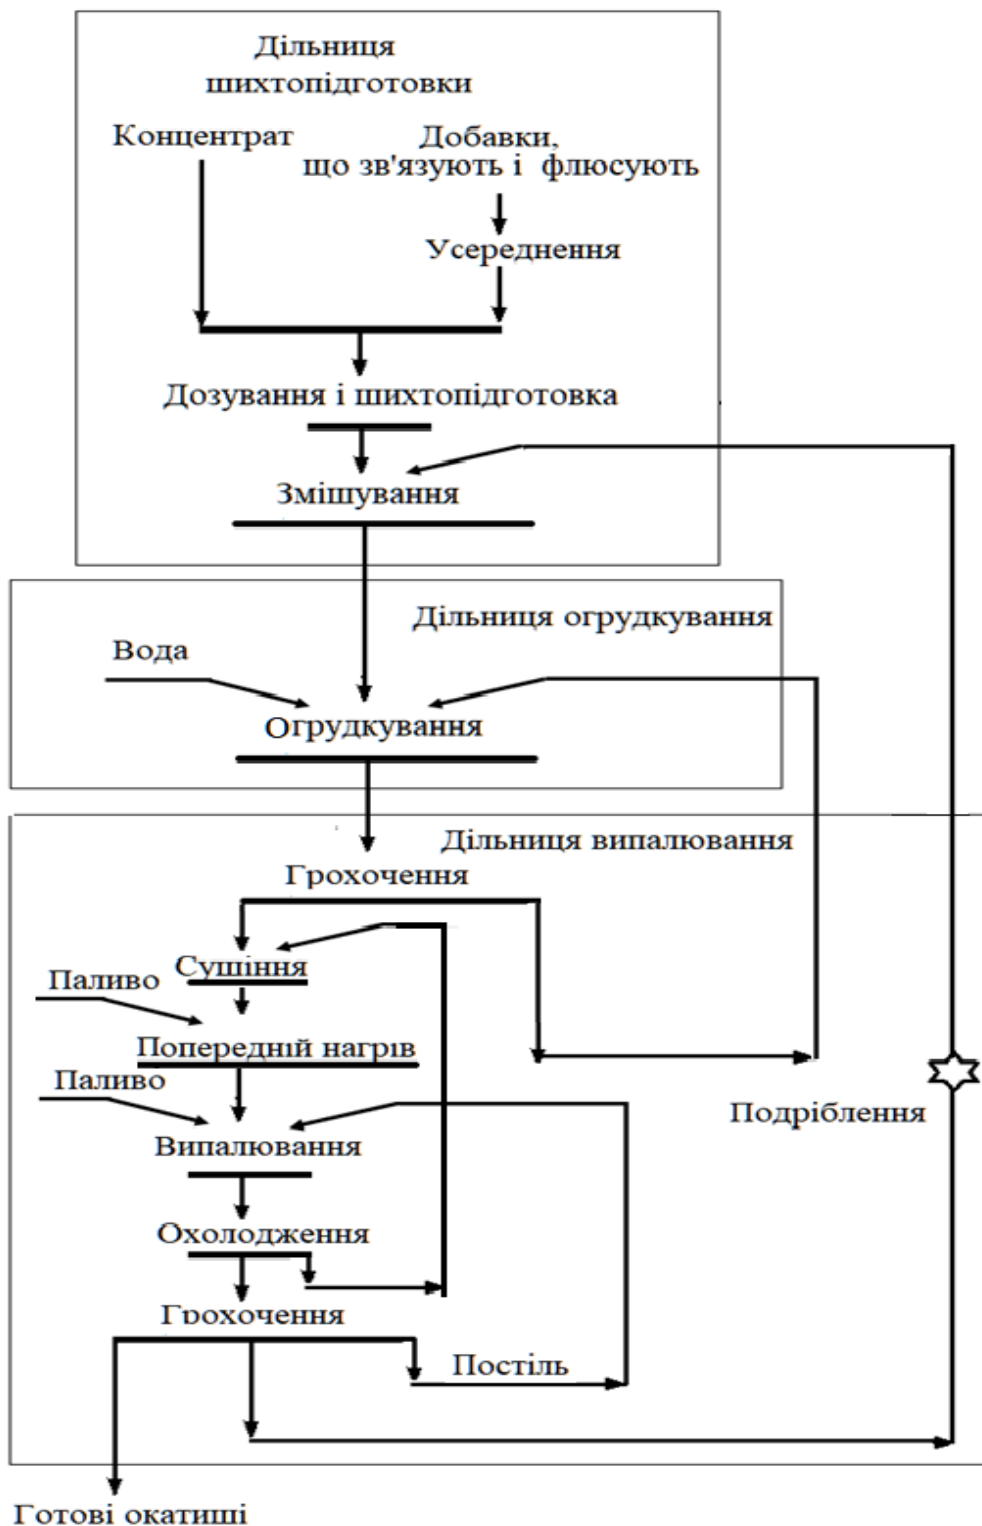 Дільниця
шихтопідготовки
Концентрат
Добавки,
що зв'язують і флюсують
Усереднення
Дозування і шихтопідготовка
Змішування
Дільниця огрудкування
Вода
Огрудкування
Дільниця випалювання
Грохочення
Сушіння
Паливо
Попередній нагрів
Паливо
Подріблення
Випалювання
Охолодження
Грохочення
Постіль
Готові окатиші